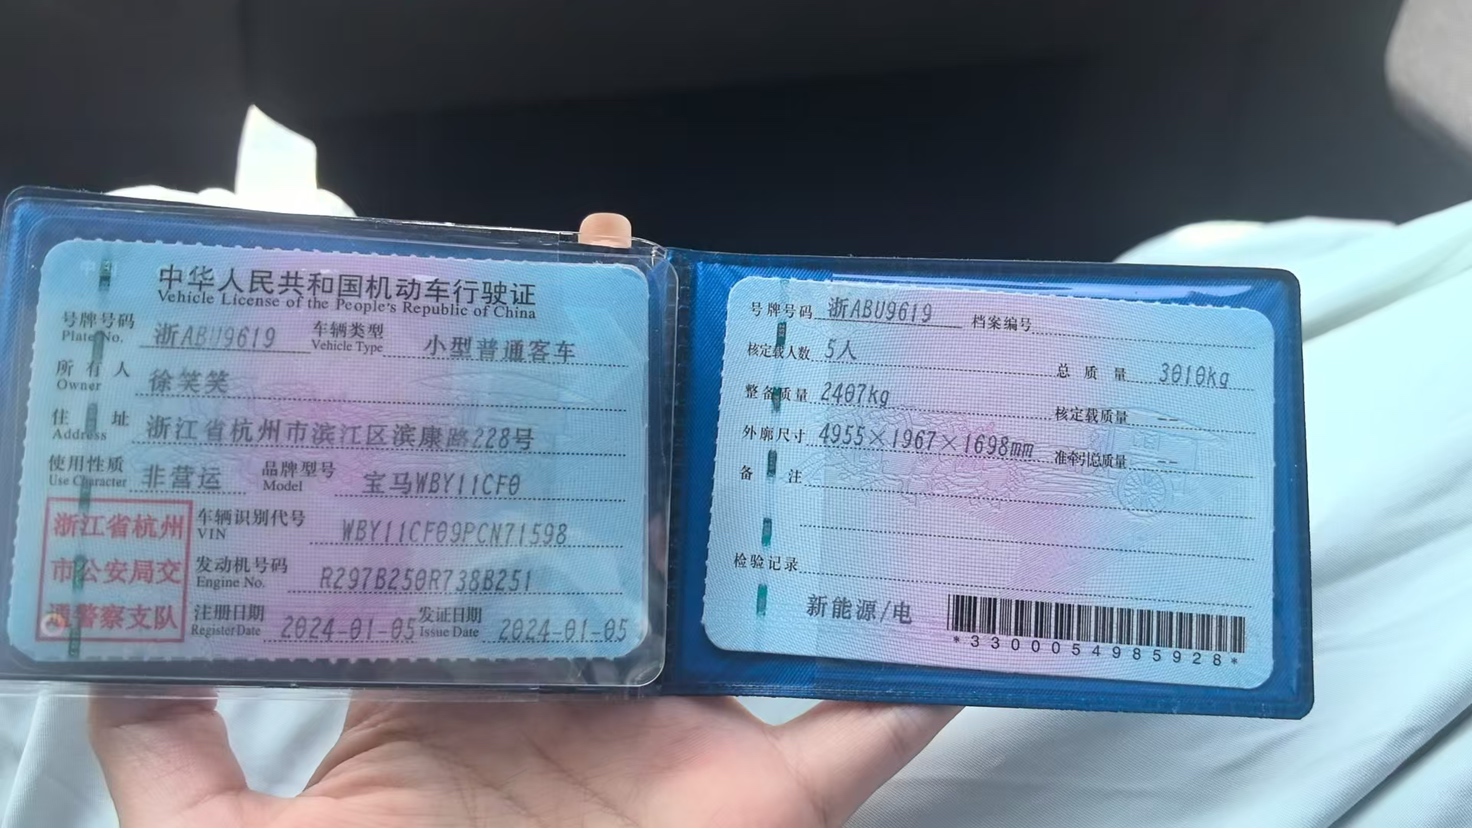 中华人民共和国机动车行驶证
Vehicle License of the People's Republic of China
号牌号码 浙ABU9619 车辆类型 小型普通客车
Plate No. Vehicle Type
所有人 徐笑笑
Owner
住址 浙江省杭州市滨江区滨康路228号
Address
使用性质 非营运 品牌型号 宝马WBY11CF0
Use Character Model
浙江省杭州市公安局交通警察支队
车辆识别代号 WBY11CF09PCN71598
VIN
发动机号码 R297B250R738B251
Engine No.
注册日期 2024-01-05 发证日期 2024-01-05
Register Date Issue Date
号牌号码 浙ABU9619 档案编号
核定载人数 5人 总质量 3010kg
整备质量 2407kg 核定载质量 --
外廓尺寸 4955×1967×1698mm 准牵引总质量 --
备注
检验记录
新能源/电
*3300054985928*